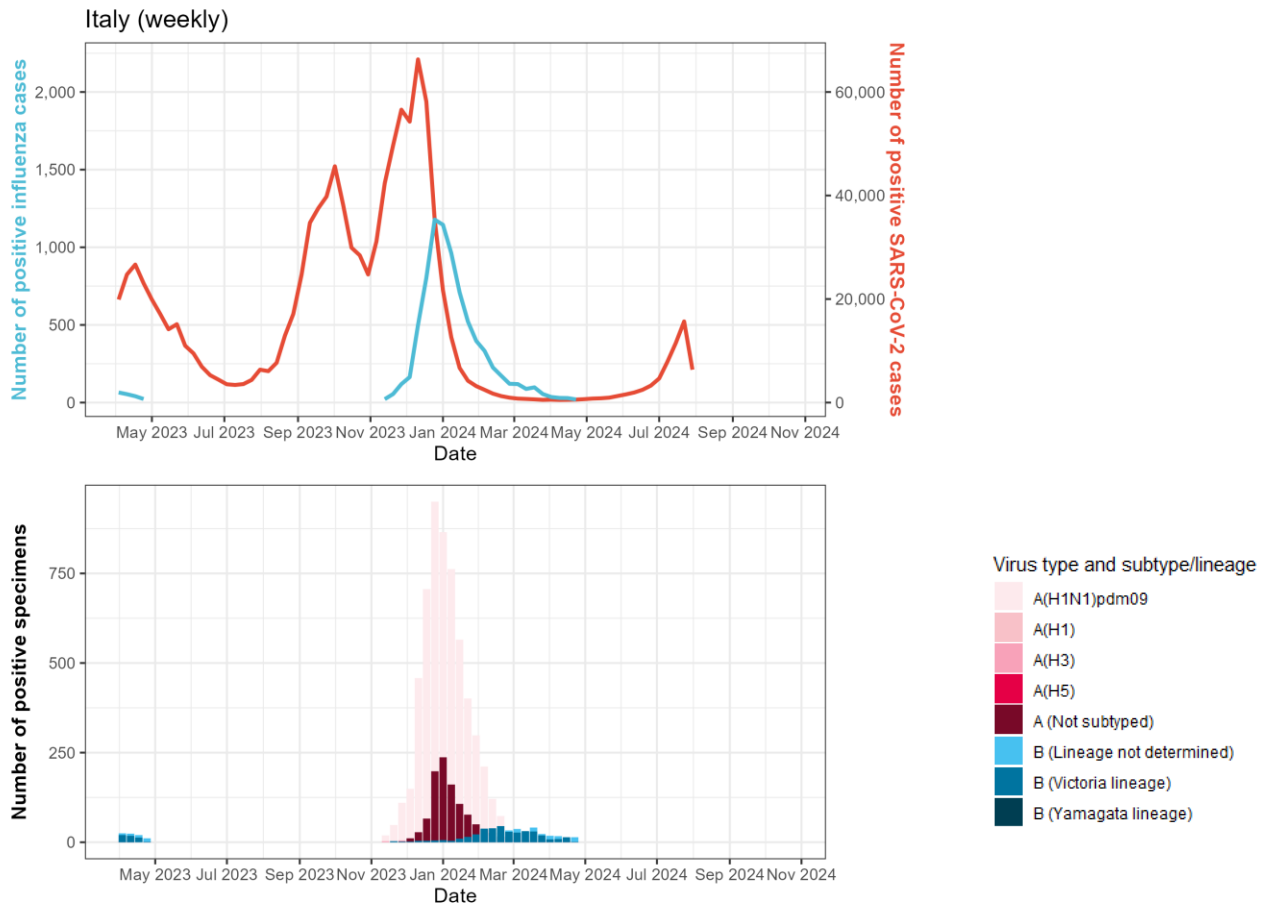 Italy (weekly)
Number of positive influenza cases
2,000
1,500
1,000
500
0
60,000
40,000
20,000
0
Number of positive SARS-CoV-2 cases
May 2023 Jul 2023 Sep 2023 Nov 2023 Jan 2024 Mar 2024 May 2024 Jul 2024 Sep 2024 Nov 2024
Date
Number of positive specimens
750
500
250
0
May 2023 Jul 2023 Sep 2023 Nov 2023 Jan 2024 Mar 2024 May 2024 Jul 2024 Sep 2024 Nov 2024
Date
Virus type and subtype/lineage
A(H1N1)pdm09
A(H1)
A(H3)
A(H5)
A (Not subtyped)
B (Lineage not determined)
B (Victoria lineage)
B (Yamagata lineage)